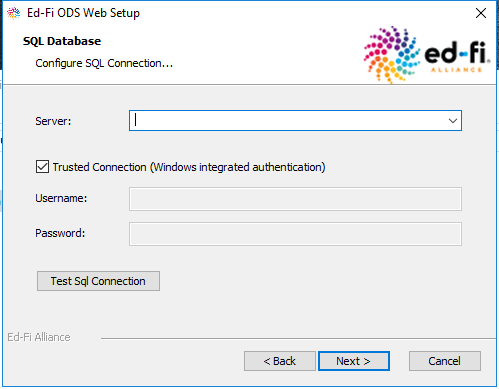 Ed-Fi ODS Web Setup
SQL Database
Configure SQL Connection...
ed-fi
ALLIANCE
Server:
Trusted Connection (Windows integrated authentication)
Username:
Password:
Test Sql Connection
Ed-Fi Alliance
< Back
Next >
Cancel